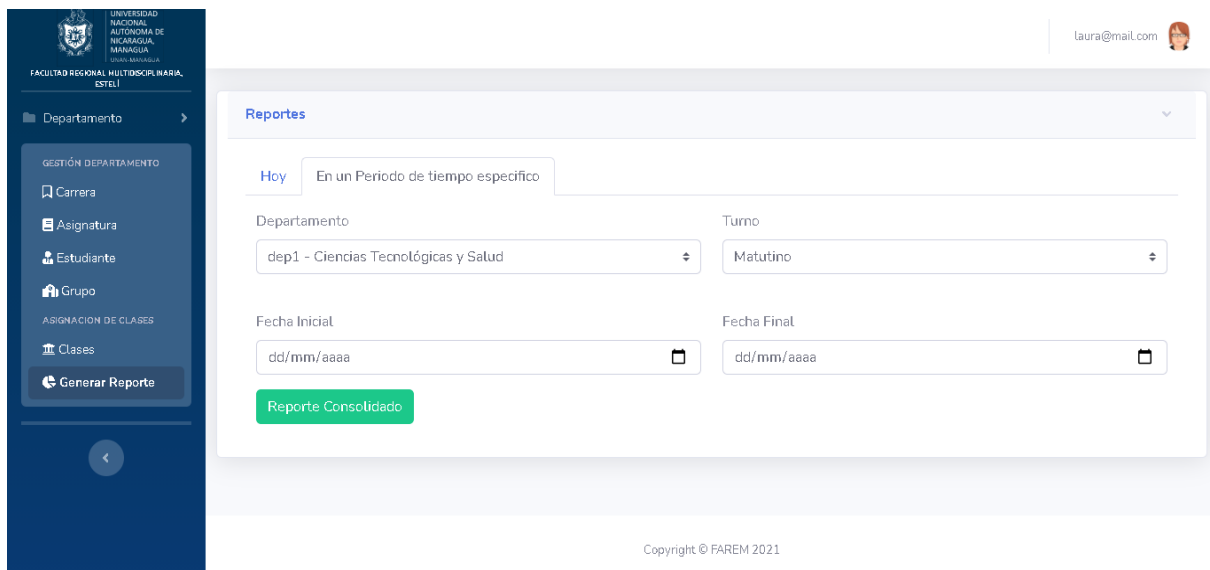 UNIVERSIDAD
NACIONAL
AUTÓNOMA DE
NICARAGUA,
MANAGUA
UNAN-MANAGUA
FACULTAD REGIONAL MULTIDISCIPLINARIA,
ESTELÍ
Departamento
GESTIÓN DEPARTAMENTO
Carrera
Asignatura
Estudiante
Grupo
ASIGNACION DE CLASES
Clases
Generar Reporte
laura@mail.com
Reportes
Hoy
En un Periodo de tiempo especifico
Departamento
Turno
dep1 - Ciencias Tecnológicas y Salud
Matutino
Fecha Inicial
Fecha Final
dd/mm/aaaa
dd/mm/aaaa
Reporte Consolidado
Copyright © FAREM 2021